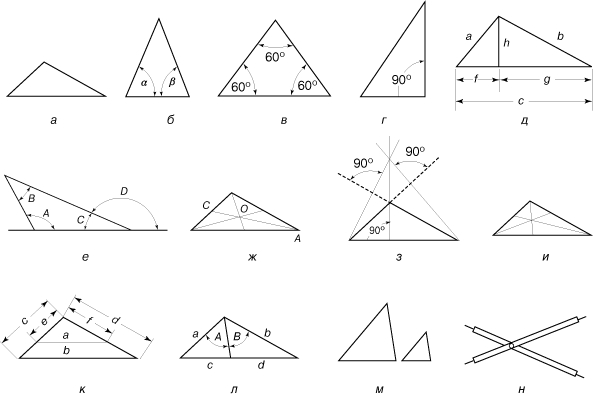 α β
60°
60° 60°
90°
a h b
f g
c
а б в г д
B A C D
C O A
90° 90°
90°
е ж з и
c e a f d
b
a A B b
c d
к л м н